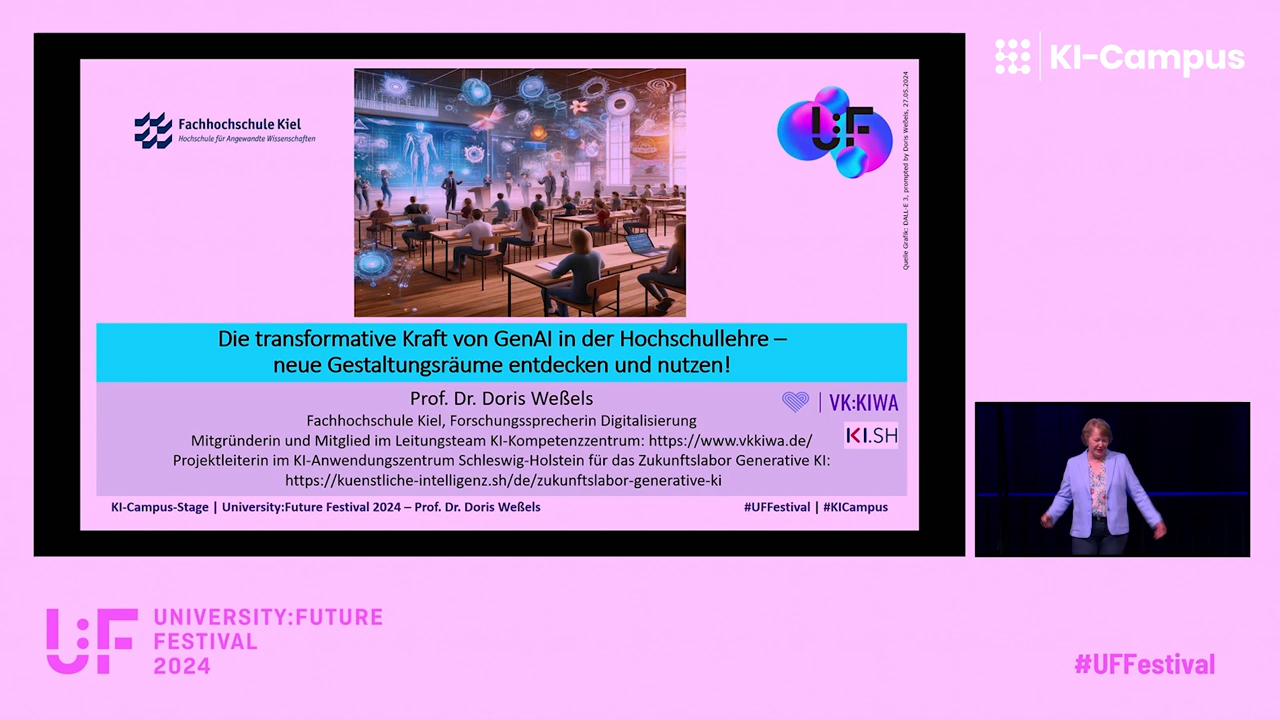 KI-Campus
Fachhochschule Kiel
Hochschule für Angewandte Wissenschaften
UF
Quelle Grafik: DALL-E 3, prompted by Doris Weßels, 27.05.2024
Die transformative Kraft von GenAI in der Hochschullehre –
neue Gestaltungsräume entdecken und nutzen!
Prof. Dr. Doris Weßels
Fachhochschule Kiel, Forschungssprecherin Digitalisierung
Mitgründerin und Mitglied im Leitungsteam KI-Kompetenzzentrum: https://www.vkkiwa.de/
Projektleiterin im KI-Anwendungszentrum Schleswig-Holstein für das Zukunftslabor Generative KI:
https://kuenstliche-intelligenz.sh/de/zukunftslabor-generative-ki
VK:KIWA
KI.SH
KI-Campus-Stage | University:Future Festival 2024 – Prof. Dr. Doris Weßels
#UFFestival | #KICampus
U:F
UNIVERSITY:FUTURE
FESTIVAL
2024
#UFFestival